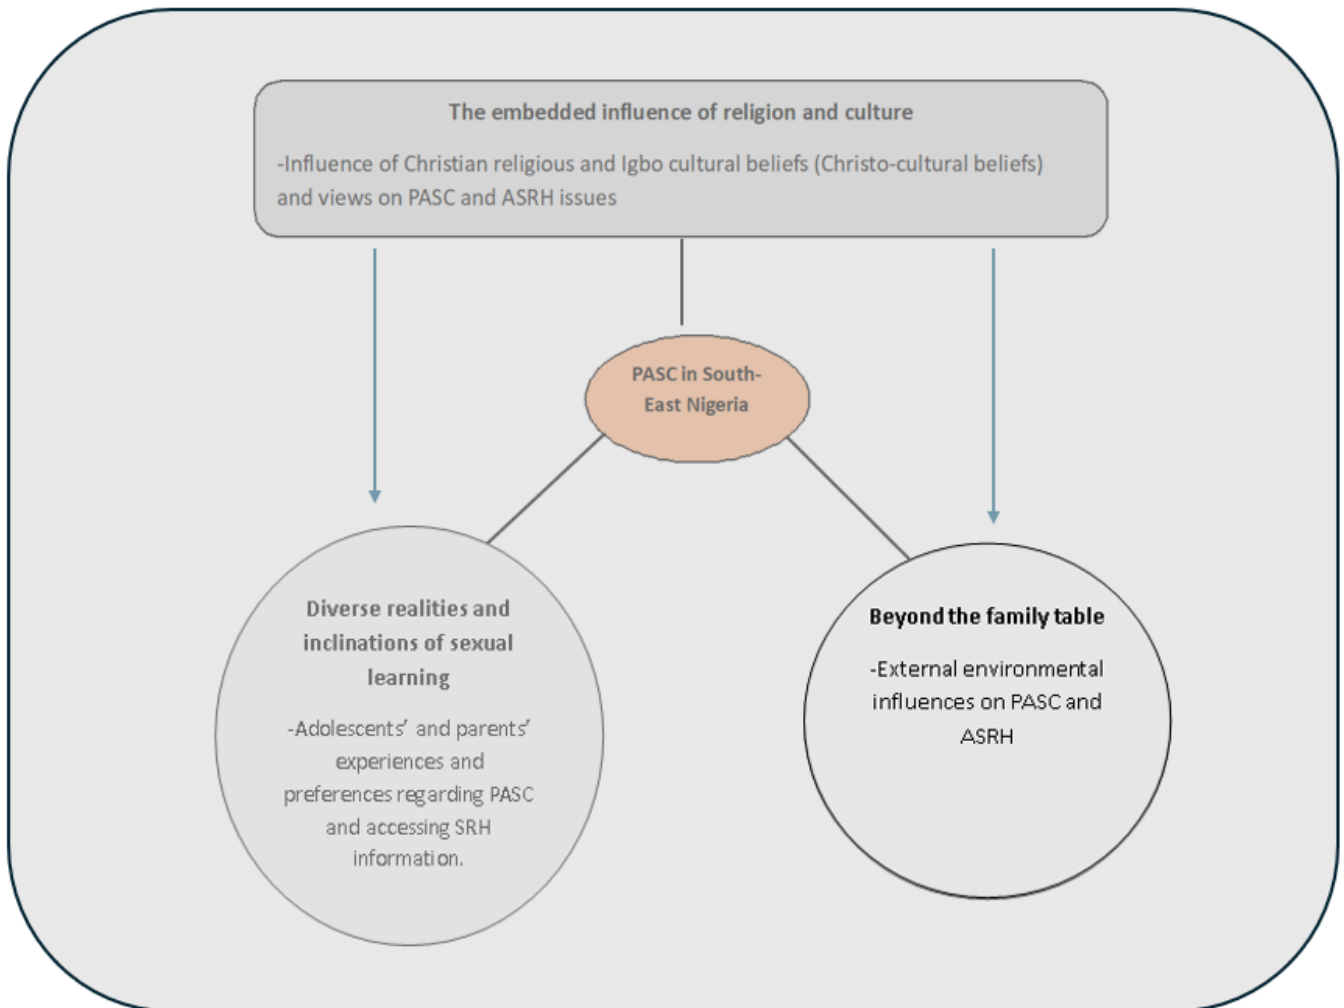 The embedded influence of religion and culture
-Influence of Christian religious and Igbo cultural beliefs (Christo-cultural beliefs)
and views on PASC and ASRH issues
PASC in South-
East Nigeria
Diverse realities and
inclinations of sexual
learning
-Adolescents’ and parents’
experiences and
preferences regarding PASC
and accessing SRH
information.
Beyond the family table
-External environmental
influences on PASC and
ASRH